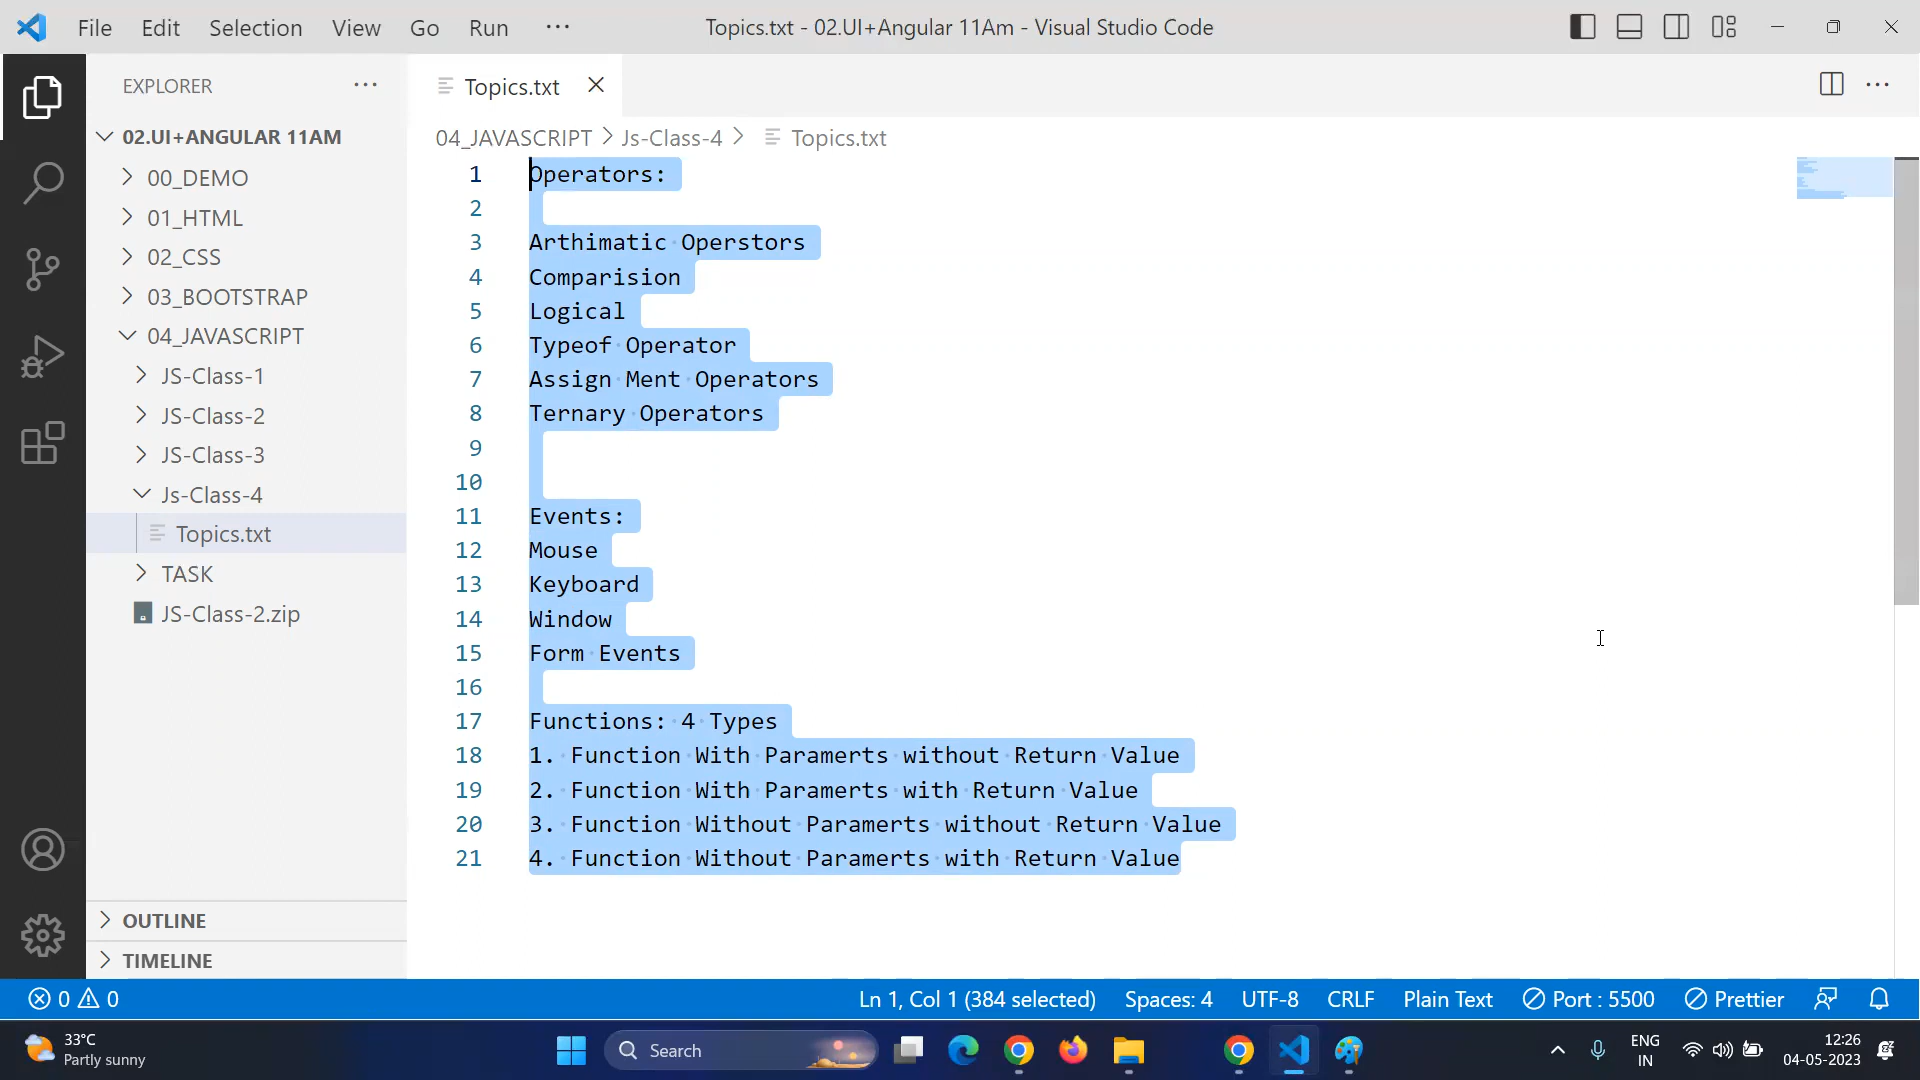 File Edit Selection View Go Run ··· Topics.txt - 02.UI+Angular 11Am - Visual Studio Code
EXPLORER ···
02.UI+ANGULAR 11AM
00_DEMO
01_HTML
02_CSS
03_BOOTSTRAP
04_JAVASCRIPT
JS-Class-1
JS-Class-2
JS-Class-3
Js-Class-4
Topics.txt
TASK
JS-Class-2.zip
OUTLINE
TIMELINE
Topics.txt
04_JAVASCRIPT > Js-Class-4 > Topics.txt
1 Operators:
2
3 Arthimatic Operstors
4 Comparision
5 Logical
6 Typeof Operator
7 Assign Ment Operators
8 Ternary Operators
9
10
11 Events:
12 Mouse
13 Keyboard
14 Window
15 Form Events
16
17 Functions: 4 Types
18 1. Function With Paramerts without Return Value
19 2. Function With Paramerts with Return Value
20 3. Function Without Paramerts without Return Value
21 4. Function Without Paramerts with Return Value
0 0 Ln 1, Col 1 (384 selected) Spaces: 4 UTF-8 CRLF Plain Text Port : 5500 Prettier
33°C
Partly sunny
Search
ENG
IN
12:26
04-05-2023